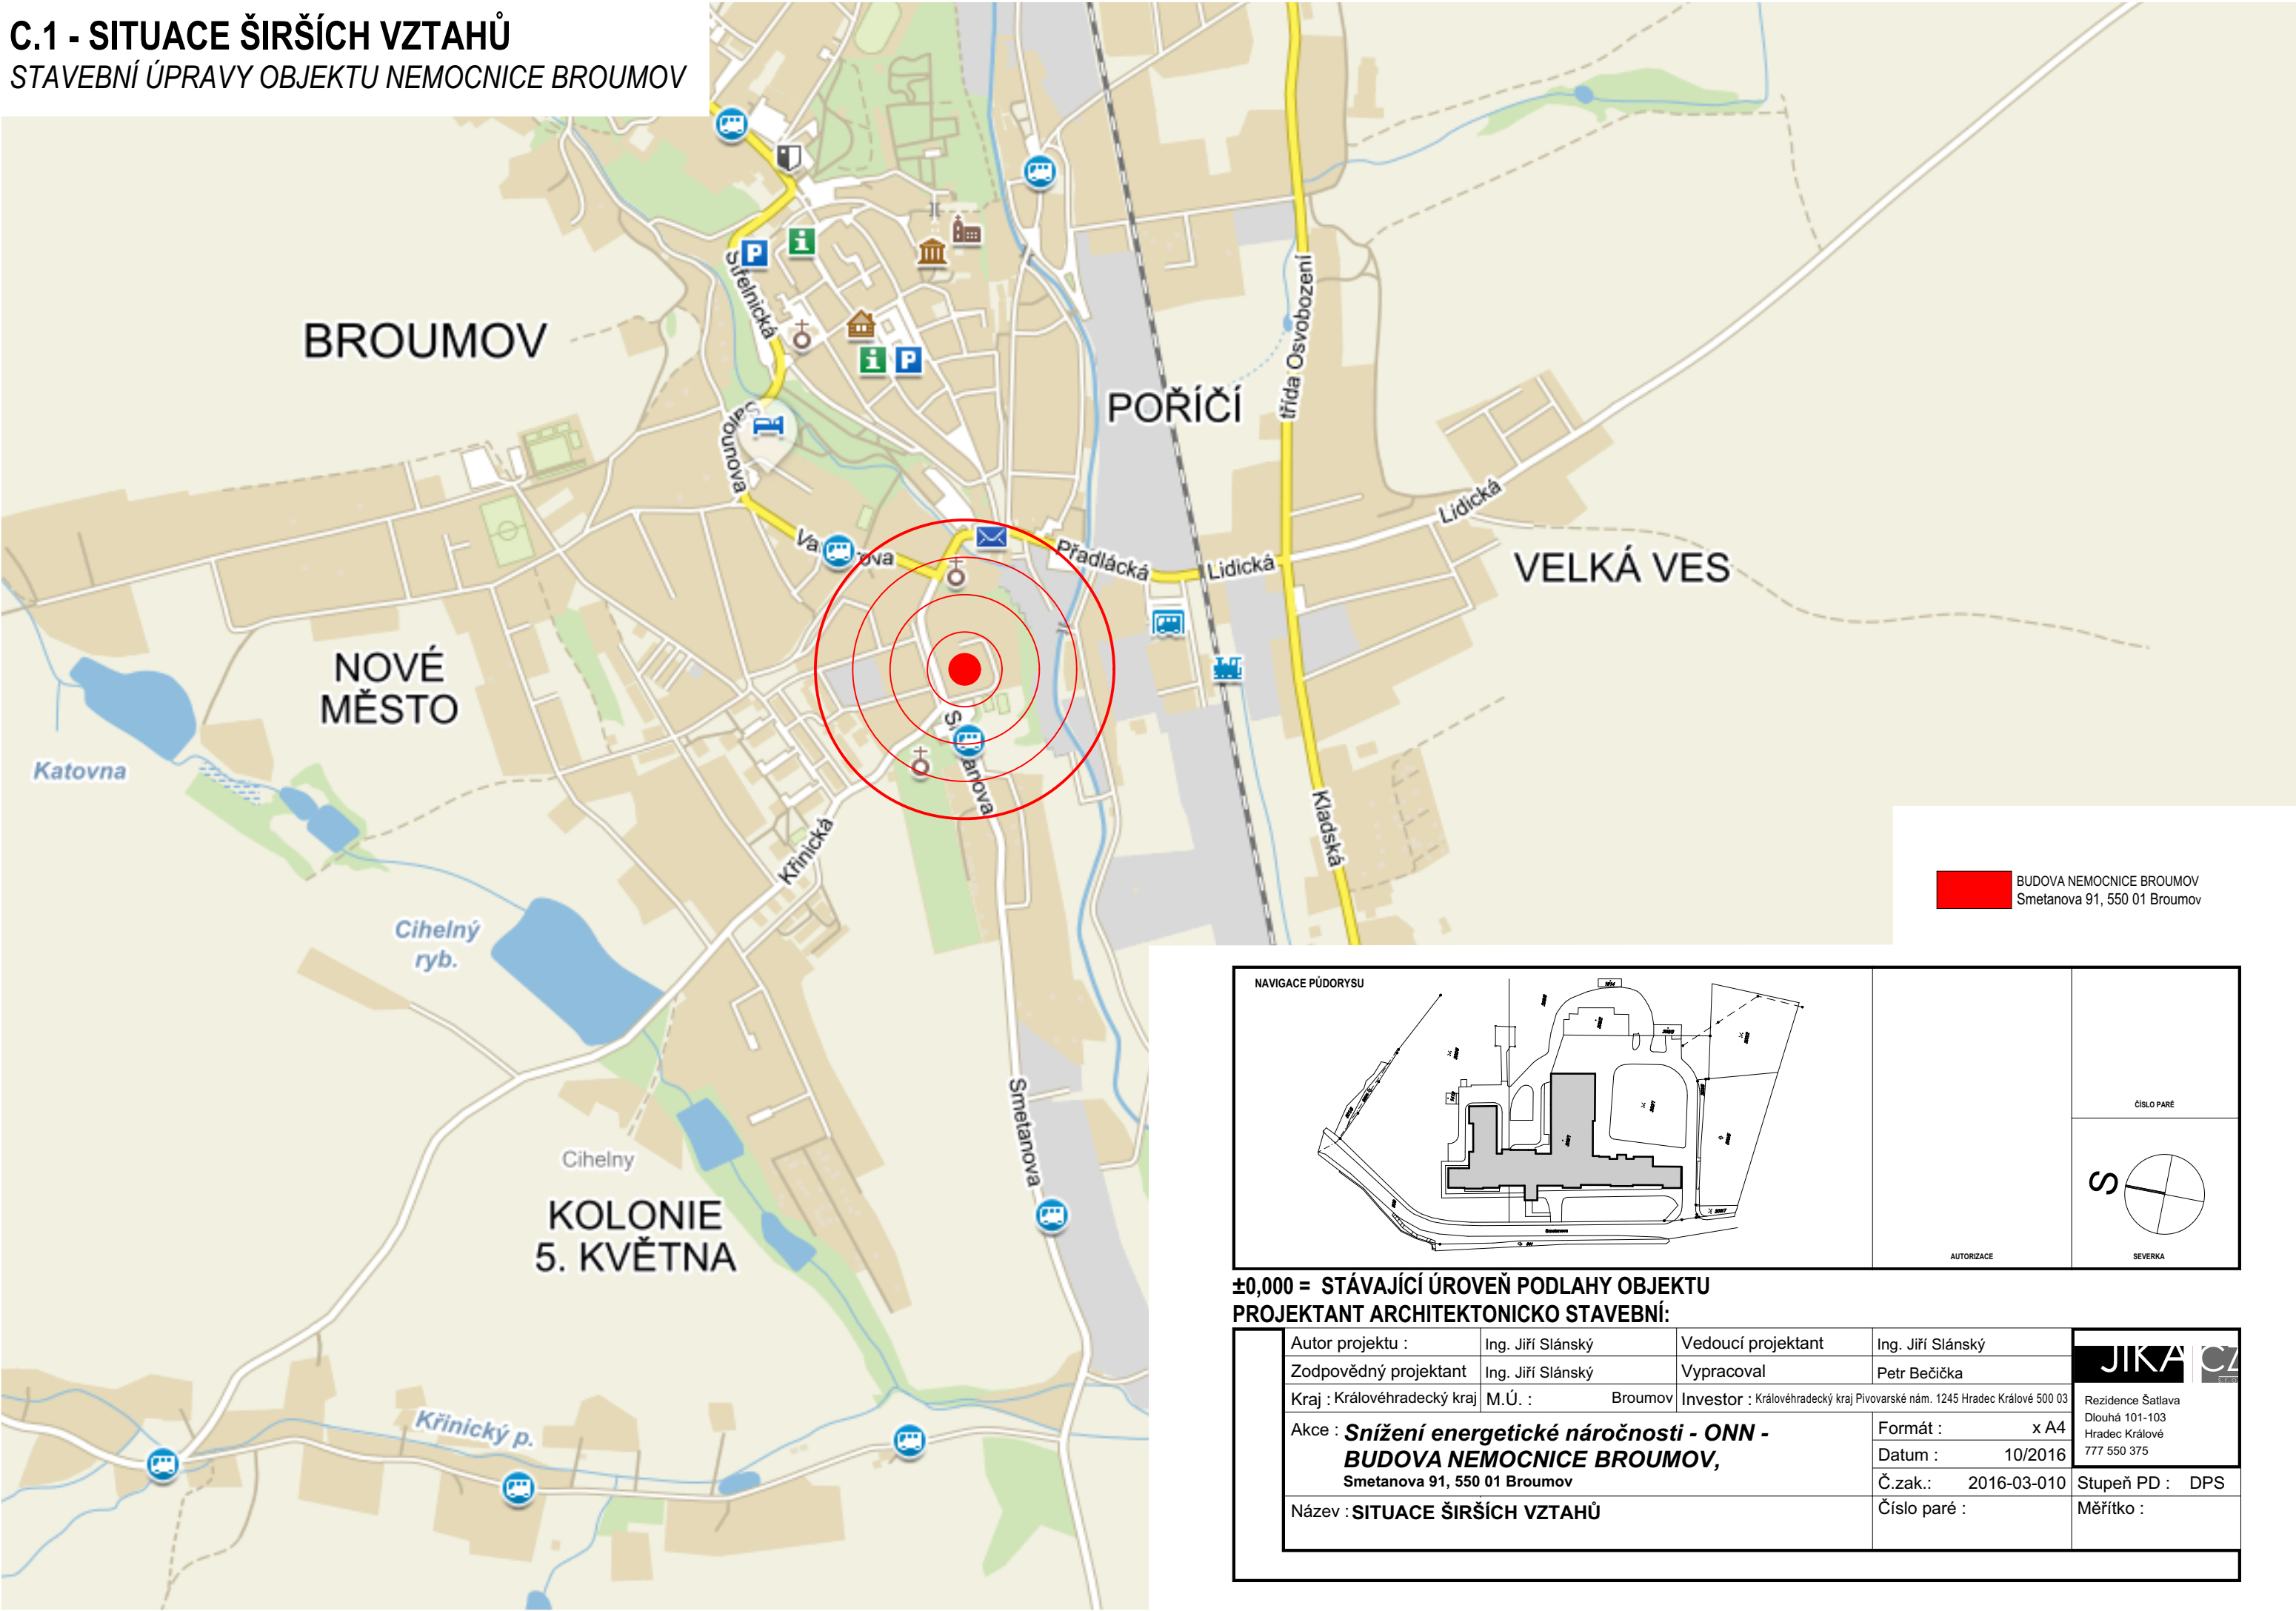 C.1 - SITUACE ŠIRŠÍCH VZTAHŮ
STAVEBNÍ ÚPRAVY OBJEKTU NEMOCNICE BROUMOV
BROUMOV
Střelnická
třída Osvobození
POŘÍČÍ
Šalounova
Lidická
Přadlácká
Lidická
VELKÁ VES
NOVÉ
MĚSTO
Katovna
Smetanova
Křinická
Kladská
Cihelný
ryb.
Cihelny
KOLONIE
5. KVĚTNA
Smetanova
Křinický p.
BUDOVA NEMOCNICE BROUMOV
Smetanova 91, 550 01 Broumov
NAVIGACE PŮDORYSU
Smetanova
AUTORIZACE
ČÍSLO PARÉ
S
SEVERKA
±0,000 = STÁVAJÍCÍ ÚROVEŇ PODLAHY OBJEKTU
PROJEKTANT ARCHITEKTONICKO STAVEBNÍ:
Autor projektu : Ing. Jiří Slánský Vedoucí projektant Ing. Jiří Slánský
Zodpovědný projektant Ing. Jiří Slánský Vypracoval Petr Bečička
Kraj : Královéhradecký kraj M.Ú. : Broumov Investor : Královéhradecký kraj Pivovarské nám. 1245 Hradec Králové 500 03
JIKA CZ
s.r.o.
Rezidence Šatlava
Dlouhá 101-103
Hradec Králové
777 550 375
Akce : Snížení energetické náročnosti - ONN -
BUDOVA NEMOCNICE BROUMOV,
Smetanova 91, 550 01 Broumov
Formát : x A4
Datum : 10/2016
Č.zak.: 2016-03-010 Stupeň PD : DPS
Název : SITUACE ŠIRŠÍCH VZTAHŮ
Číslo paré : Měřítko :